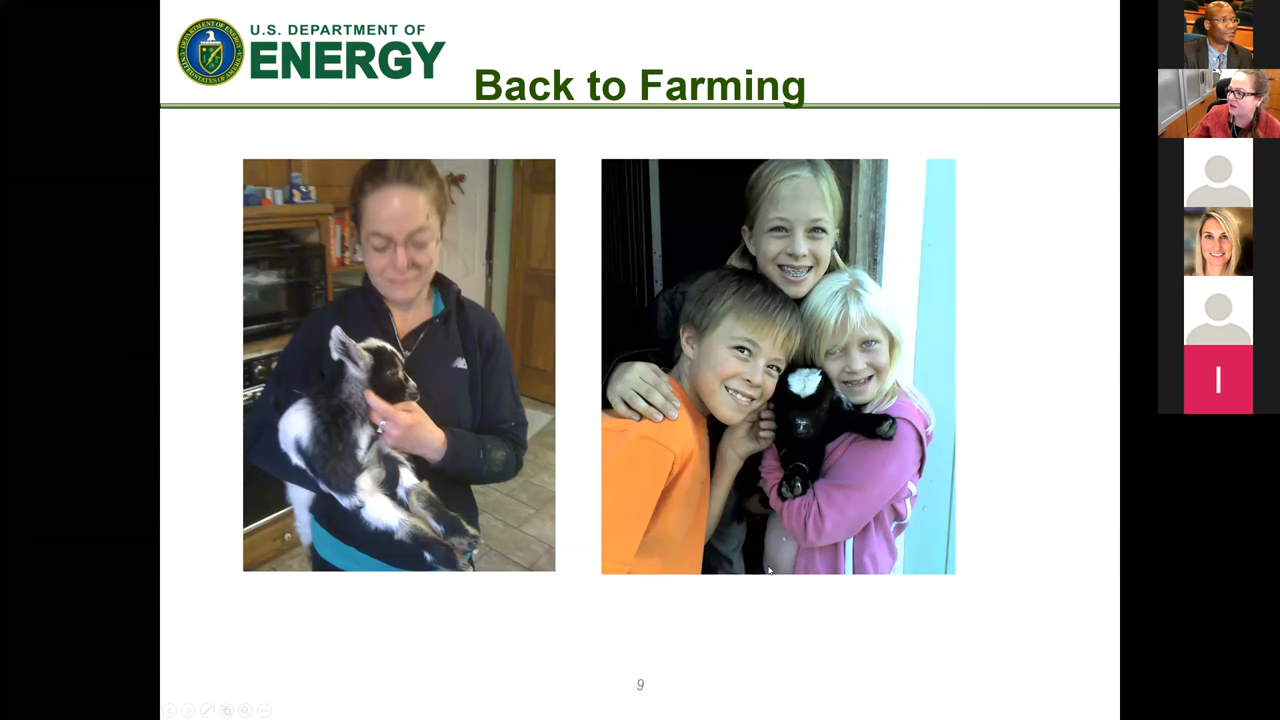 U.S. DEPARTMENT OF
ENERGY
Back to Farming
9
I